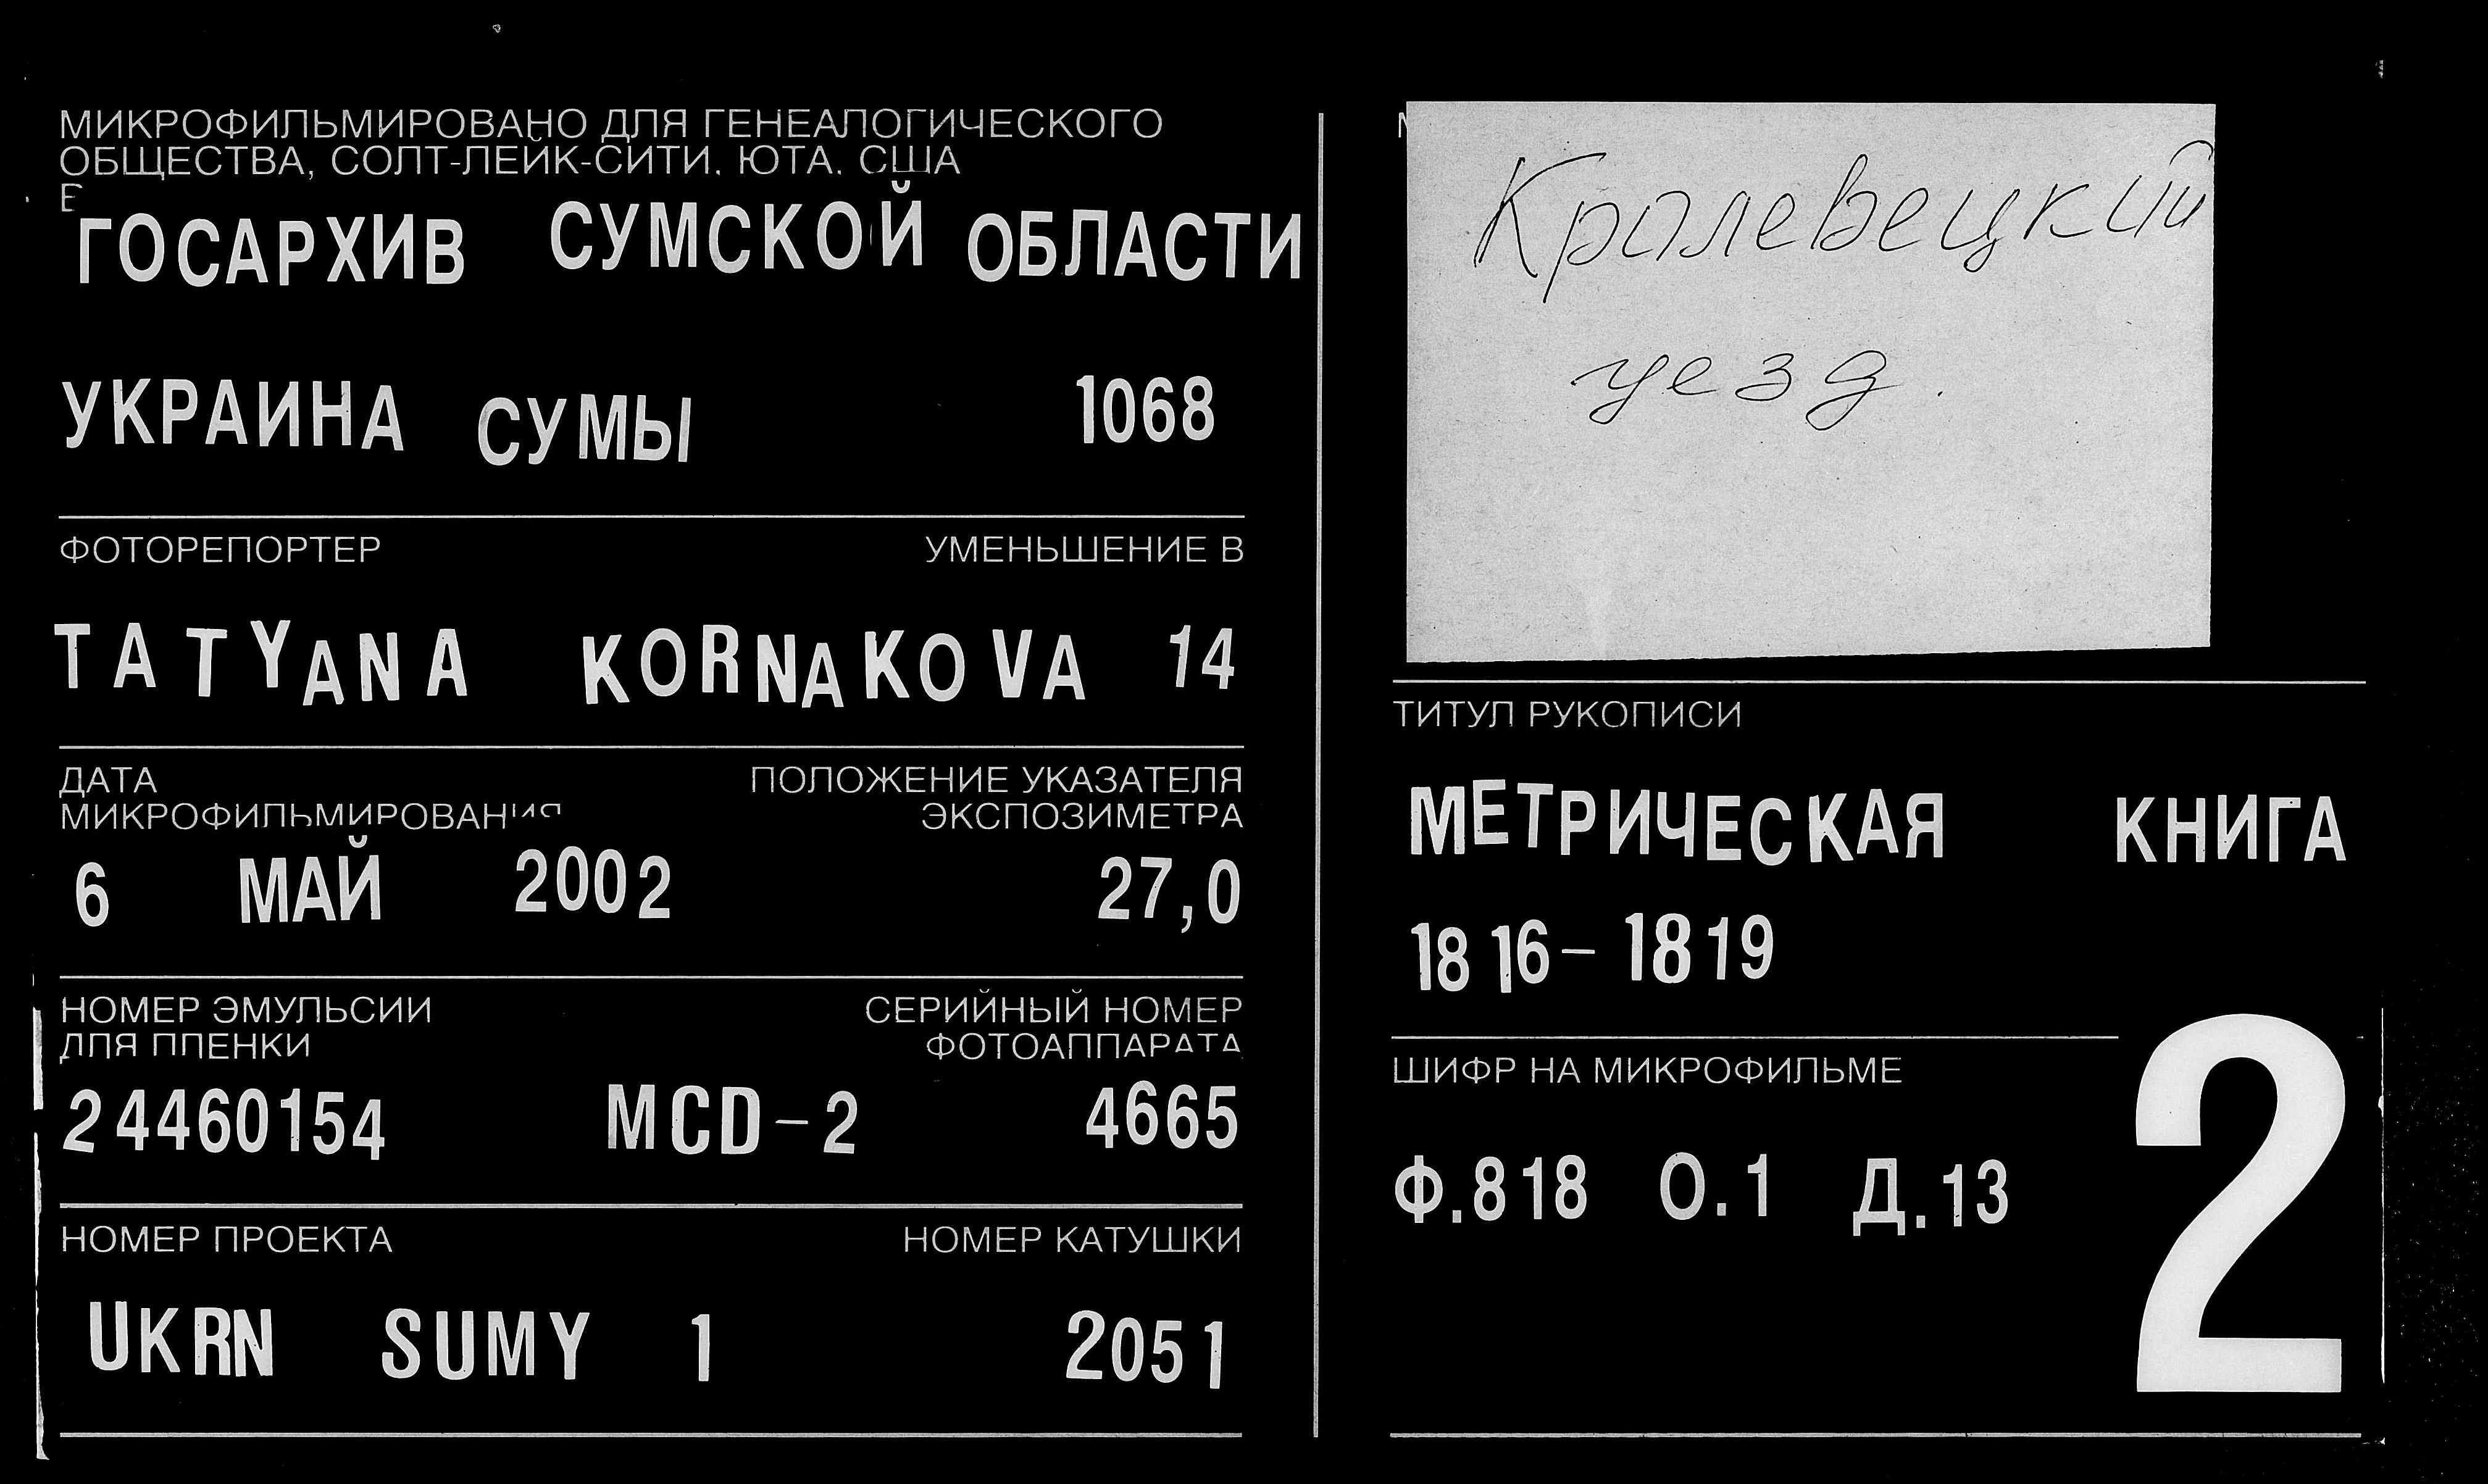 МИКРОФИЛЬМИРОВАНО ДЛЯ ГЕНЕАЛОГИЧЕСКОГО
ОБЩЕСТВА, СОЛТ-ЛЕЙК-СИТИ, ЮТА, США
ГОСАРХИВ СУМСКОЙ ОБЛАСТИ
УКРАИНА СУМЫ 1068
ФОТОРЕПОРТЕР УМЕНЬШЕНИЕ В
TATYANA KORNAKOVA 14
ДАТА ПОЛОЖЕНИЕ УКАЗАТЕЛЯ
МИКРОФИЛЬМИРОВАНИЯ ЭКСПОЗИМЕТРА
6 МАЙ 2002 27,0
НОМЕР ЭМУЛЬСИИ СЕРИЙНЫЙ НОМЕР
ДЛЯ ПЛЕНКИ ФОТОАППАРАТА
24460154 MCD-2 4665
НОМЕР ПРОЕКТА НОМЕР КАТУШКИ
UKRN SUMY 1 2051
Кролевецкий
уезд.
ТИТУЛ РУКОПИСИ
МЕТРИЧЕСКАЯ КНИГА
1816-1819
ШИФР НА МИКРОФИЛЬМЕ
Ф.818 О.1 Д.13
2